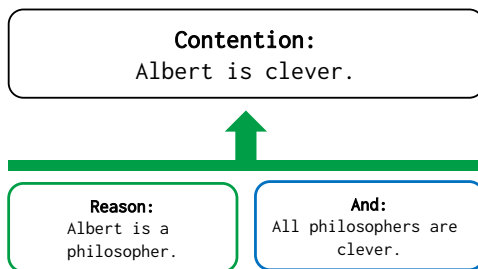 Contention:
Albert is clever.
Reason:
Albert is a
philosopher.
And:
All philosophers are
clever.